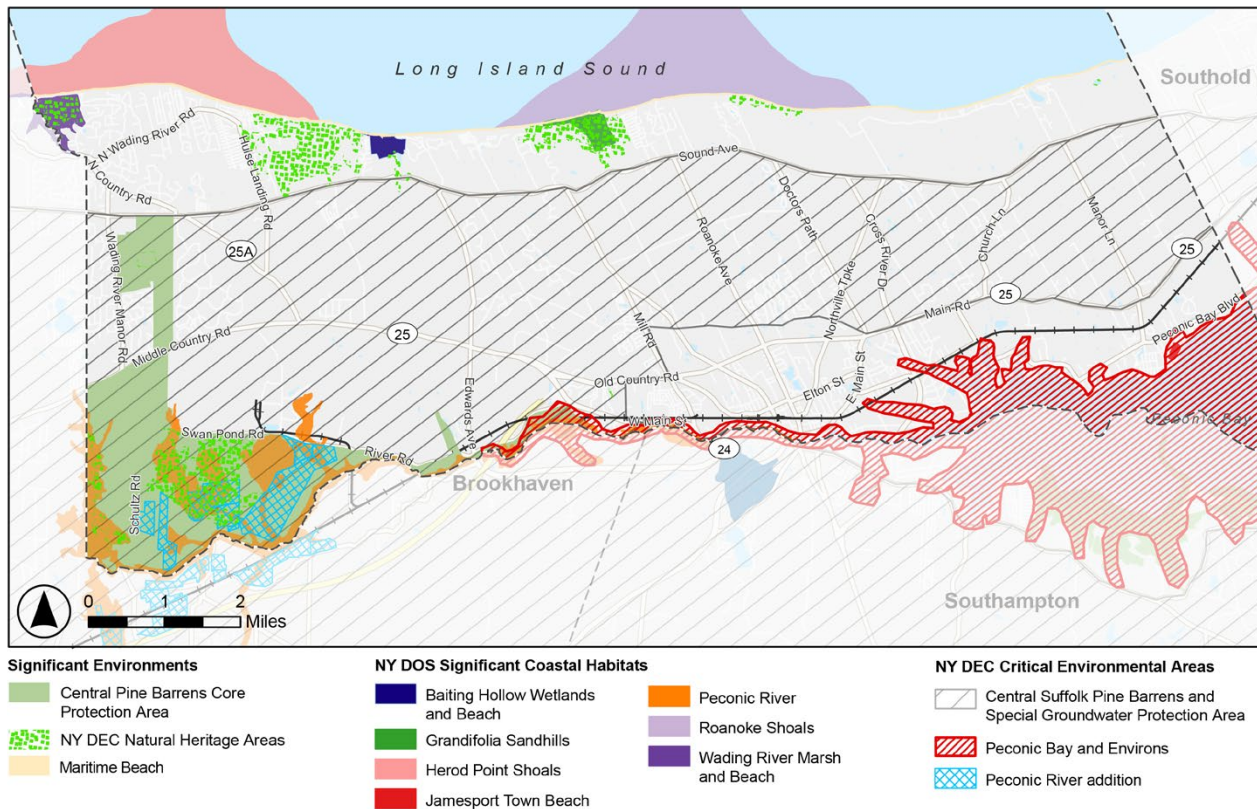 Long Island Sound
Southold
N Wading River Rd
N Country Rd
Hulse Landing Rd
Sound Ave
25A
Wading River Manor Rd
Middle Country Rd
25
Roanoke Ave
Doctors Path
Cross River Dr
Church Ln
Manor Ln
25
Northville Tpke
Main Rd
25
Peconic Bay Blvd
Mill Rd
Old Country Rd
Elton St
E Main St
Edwards Ave
W Main St
Peconic Bay
Swan Pond Rd
River Rd
24
Brookhaven
Schultz Rd
Southampton
0 1 2
Miles
Significant Environments
Central Pine Barrens Core
Protection Area
NY DEC Natural Heritage Areas
Maritime Beach
NY DOS Significant Coastal Habitats
Baiting Hollow Wetlands
and Beach
Grandifolia Sandhills
Herod Point Shoals
Jamesport Town Beach
Peconic River
Roanoke Shoals
Wading River Marsh
and Beach
NY DEC Critical Environmental Areas
Central Suffolk Pine Barrens and
Special Groundwater Protection Area
Peconic Bay and Environs
Peconic River addition